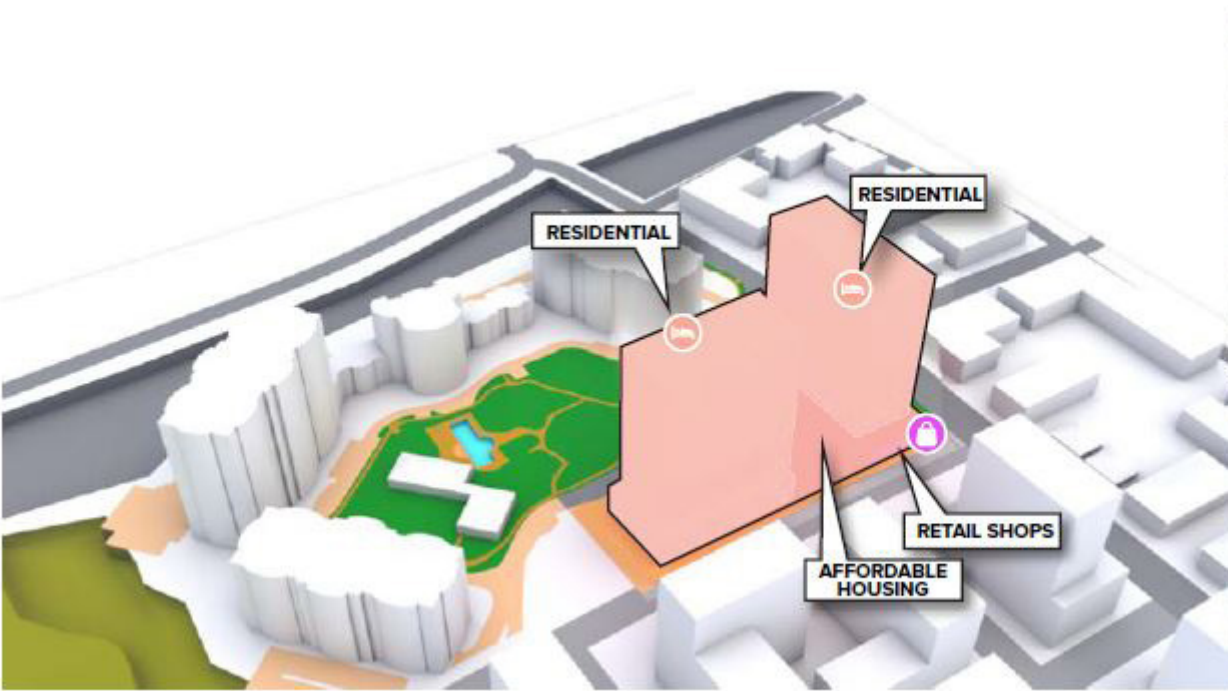 RESIDENTIAL
RESIDENTIAL
RETAIL SHOPS
AFFORDABLE
HOUSING